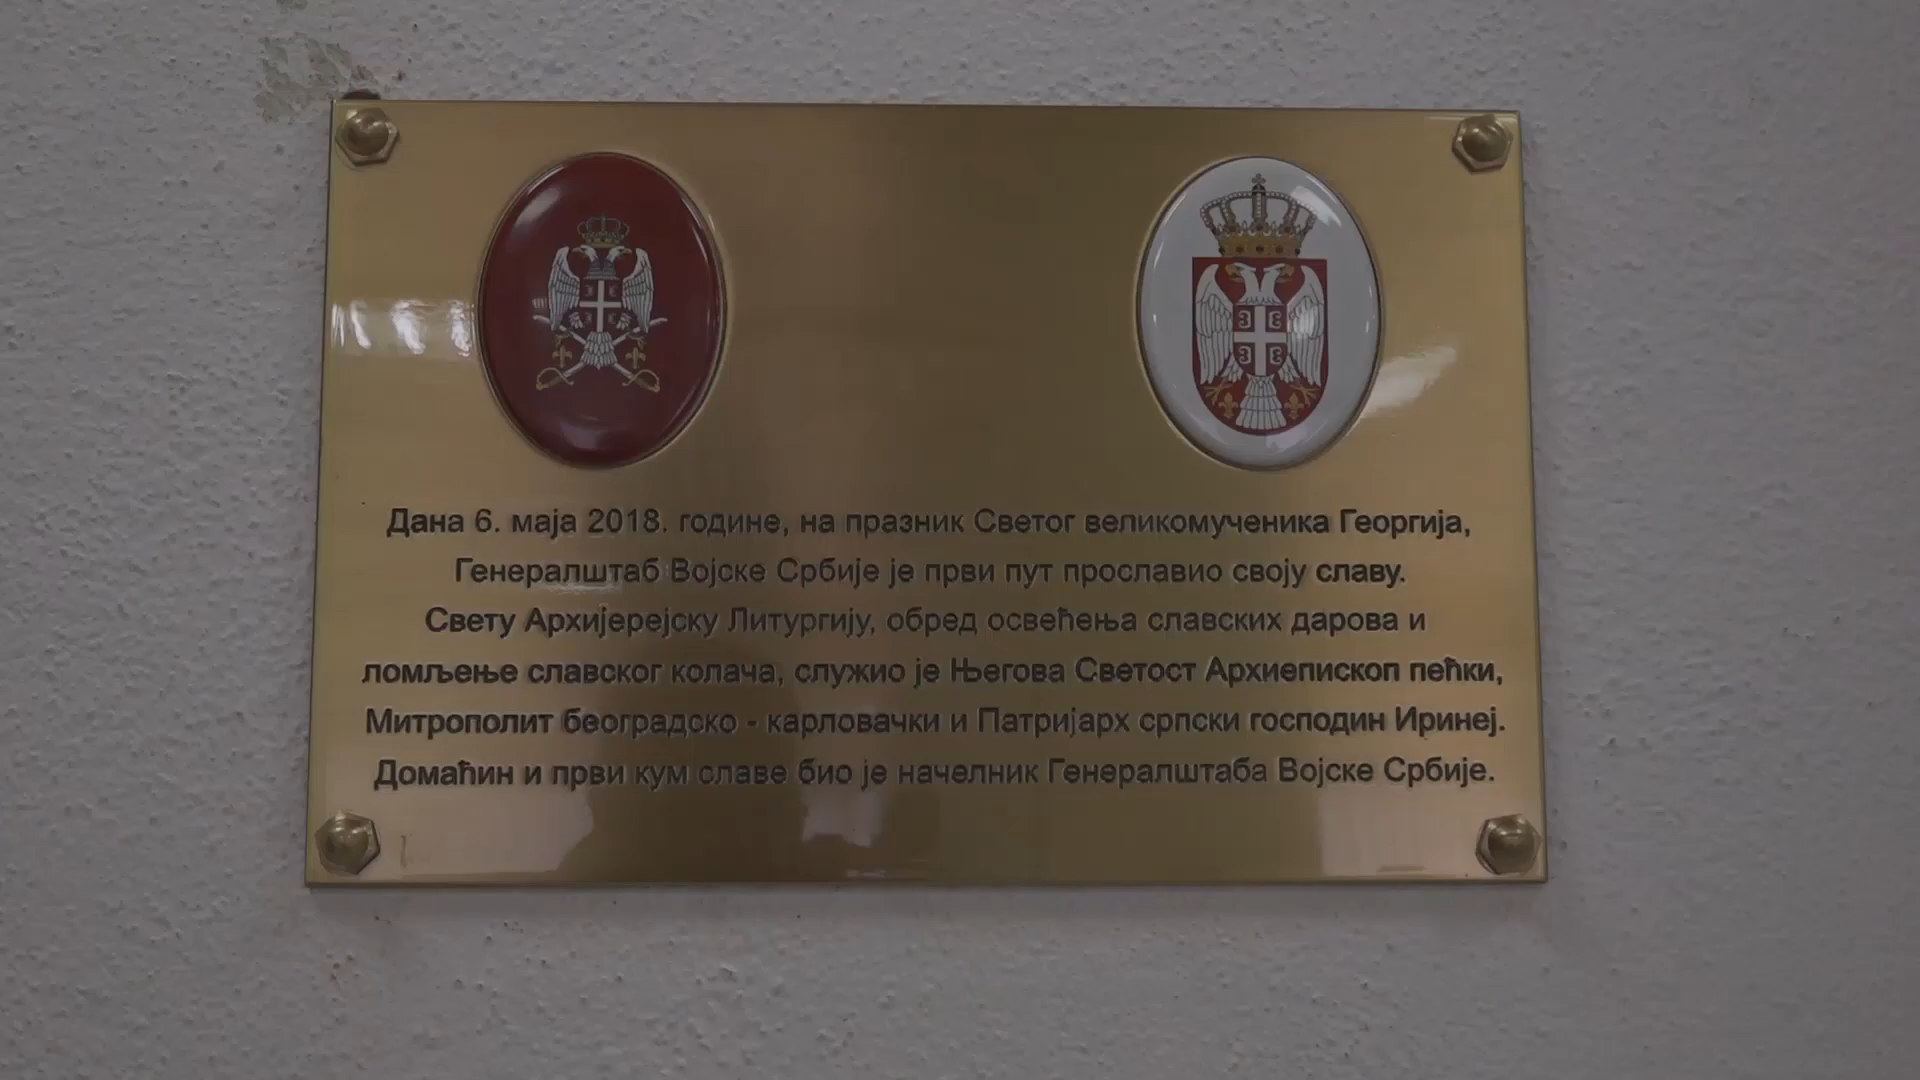 Дана 6. маја 2018. године, на празник Светог великомученика Георгија,
Генералштаб Војске Србије је први пут прославио своју славу.
Свету Архијерејску Литургију, обред освећења славских дарова и
ломљење славског колача, служио је Његова Светост Архиепископ пећки,
Митрополит београдско - карловачки и Патријарх српски господин Иринеј.
Домаћин и први кум славе био је начелник Генералштаба Војске Србије.